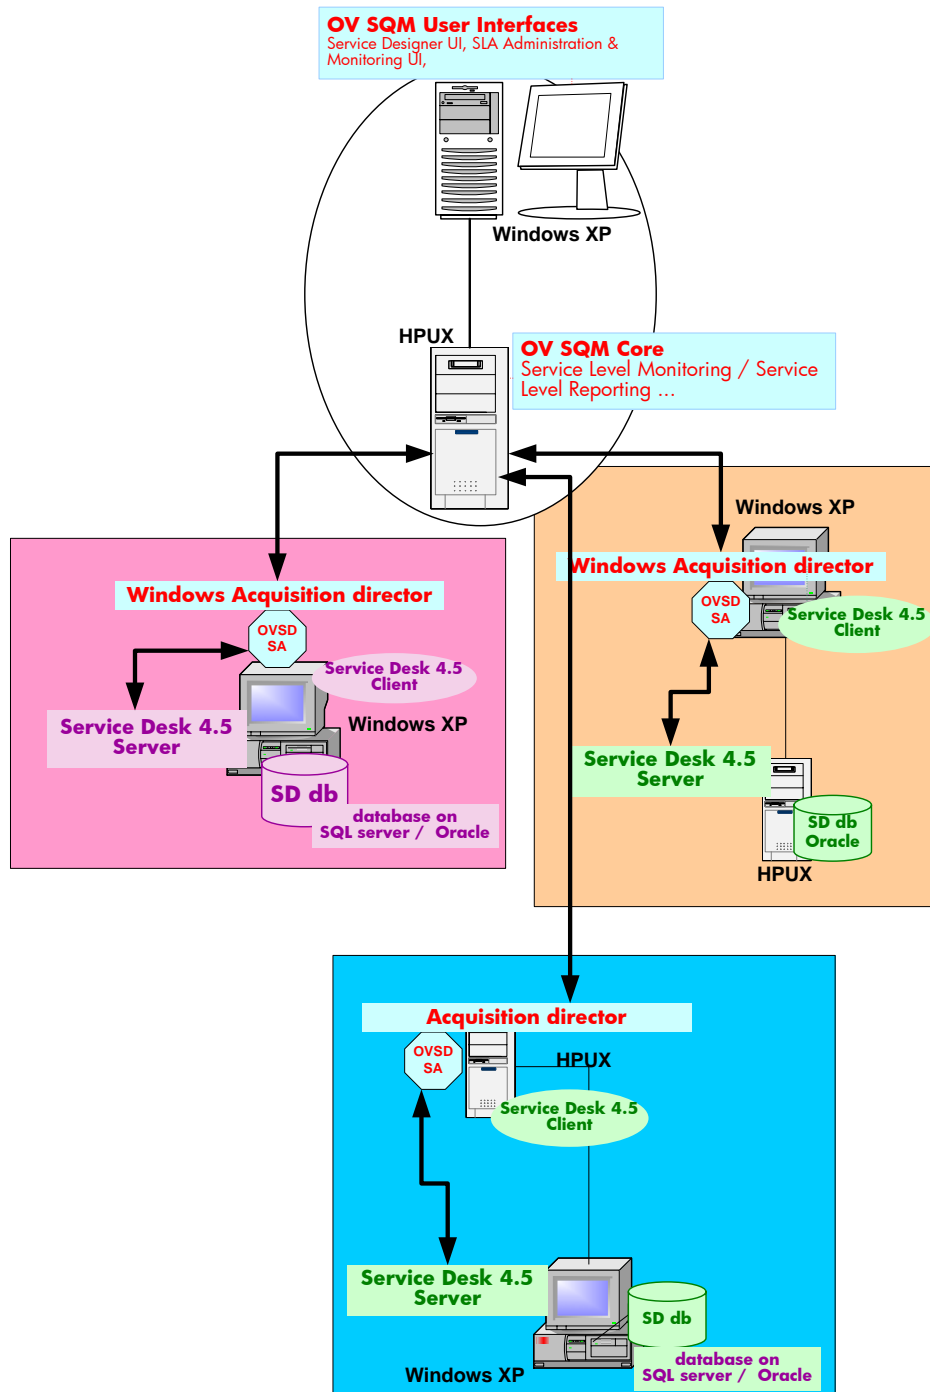 OV SQM User Interfaces
Service Designer UI, SLA Administration &
Monitoring UI,
Windows XP
HPUX
OV SQM Core
Service Level Monitoring / Service
Level Reporting ...
Windows Acquisition director
OVSD
SA
Service Desk 4.5
Client
Service Desk 4.5
Server
Windows XP
SD db
database on
SQL server / Oracle
Windows XP
Windows Acquisition director
OVSD
SA
Service Desk 4.5
Client
Service Desk 4.5
Server
SD db
Oracle
HPUX
Acquisition director
OVSD
SA
HPUX
Service Desk 4.5
Client
Service Desk 4.5
Server
SD db
Windows XP
database on
SQL server / Oracle